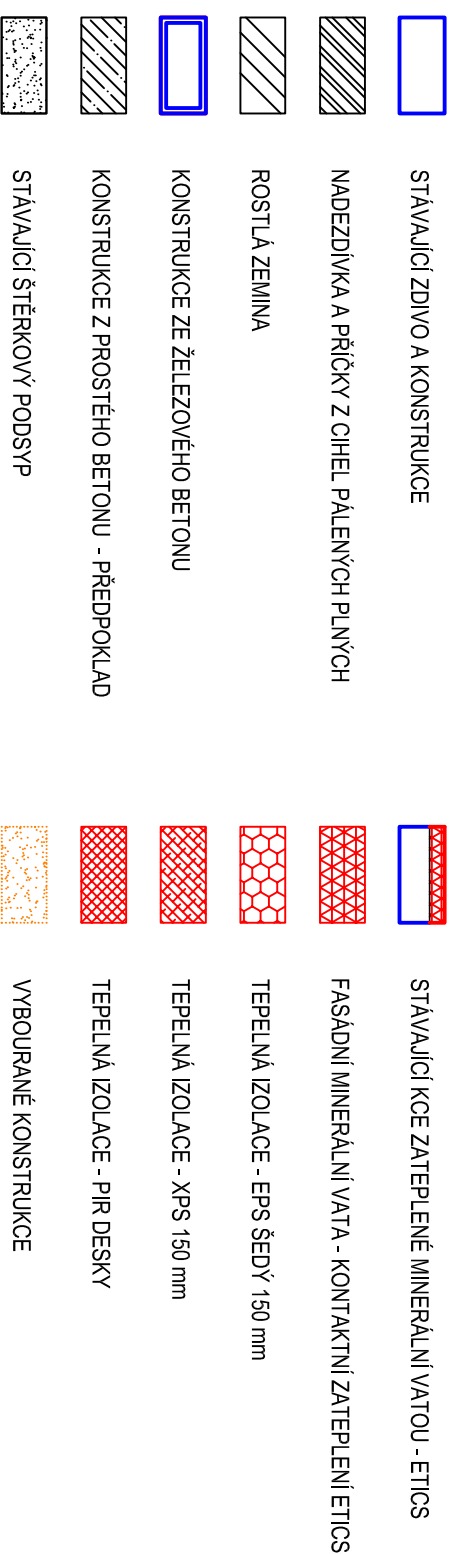 STÁVAJÍCÍ ZDIVO A KONSTRUKCE
NADEZDÍVKA A PŘÍČKY Z CIHEL PÁLENÝCH PLNÝCH
ROSTLÁ ZEMINA
KONSTRUKCE ZE ŽELEZOVÉHO BETONU
KONSTRUKCE Z PROSTÉHO BETONU - PŘEDPOKLAD
STÁVAJÍCÍ ŠTĚRKOVÝ PODSYP
STÁVAJÍCÍ KCE ZATEPLENÉ MINERÁLNÍ VATOU - ETICS
FASÁDNÍ MINERÁLNÍ VATA - KONTAKTNÍ ZATEPLENÍ ETICS
TEPELNÁ IZOLACE - EPS ŠEDÝ 150 mm
TEPELNÁ IZOLACE - XPS 150 mm
TEPELNÁ IZOLACE - PIR DESKY
VYBOURANÉ KONSTRUKCE